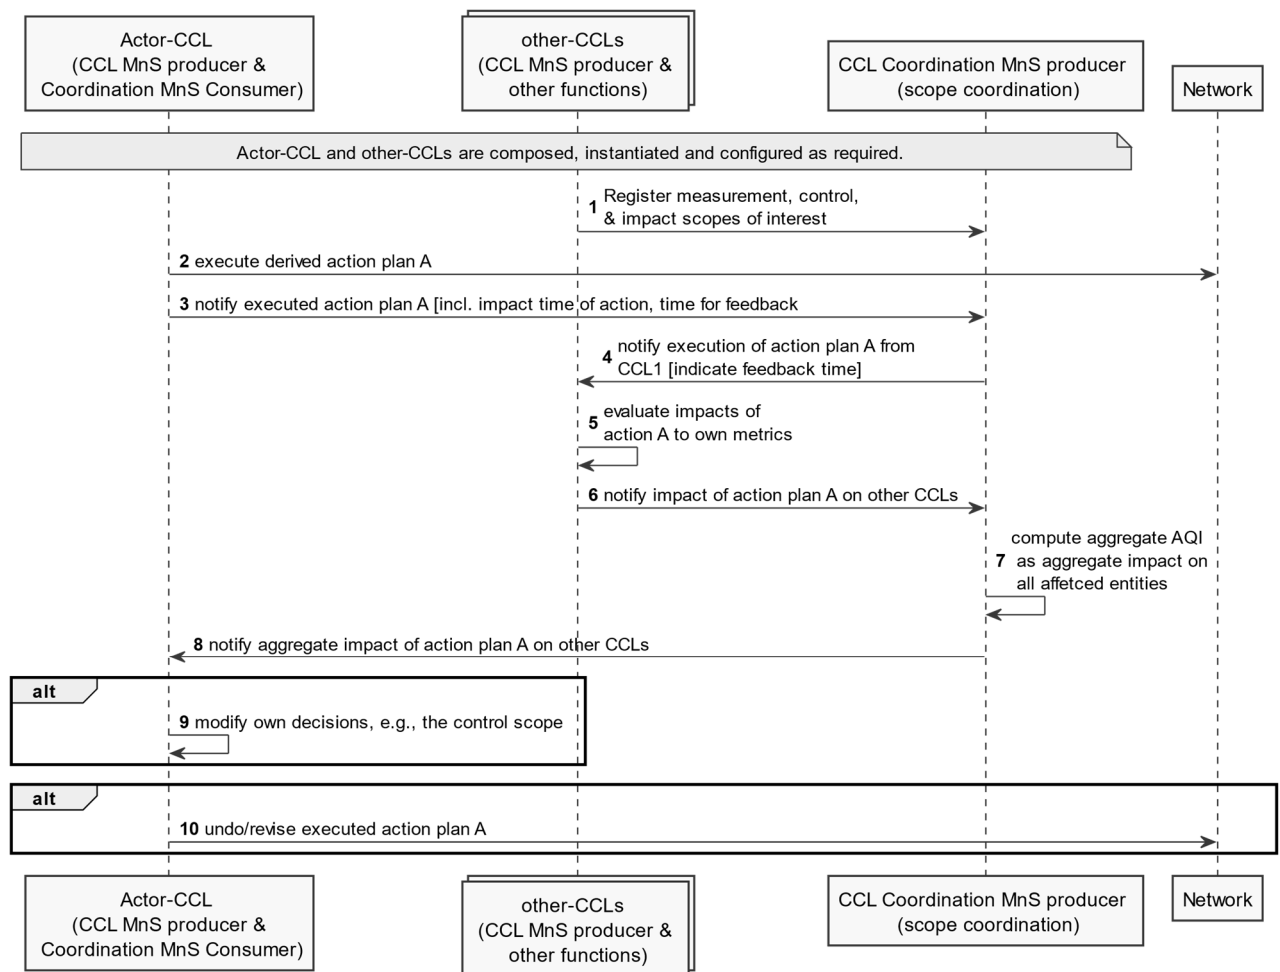 Actor-CCL
(CCL MnS producer &
Coordination MnS Consumer)
other-CCLs
(CCL MnS producer &
other functions)
CCL Coordination MnS producer
(scope coordination)
Network
Actor-CCL and other-CCLs are composed, instantiated and configured as required.
1 Register measurement, control,
& impact scopes of interest
2 execute derived action plan A
3 notify executed action plan A [incl. impact time of action, time for feedback
4 notify execution of action plan A from
CCL1 [indicate feedback time]
5 evaluate impacts of
action A to own metrics
6 notify impact of action plan A on other CCLs
compute aggregate AQI
7 as aggregate impact on
all affetced entities
8 notify aggregate impact of action plan A on other CCLs
alt
9 modify own decisions, e.g., the control scope
alt
10 undo/revise executed action plan A
Actor-CCL
(CCL MnS producer &
Coordination MnS Consumer)
other-CCLs
(CCL MnS producer &
other functions)
CCL Coordination MnS producer
(scope coordination)
Network